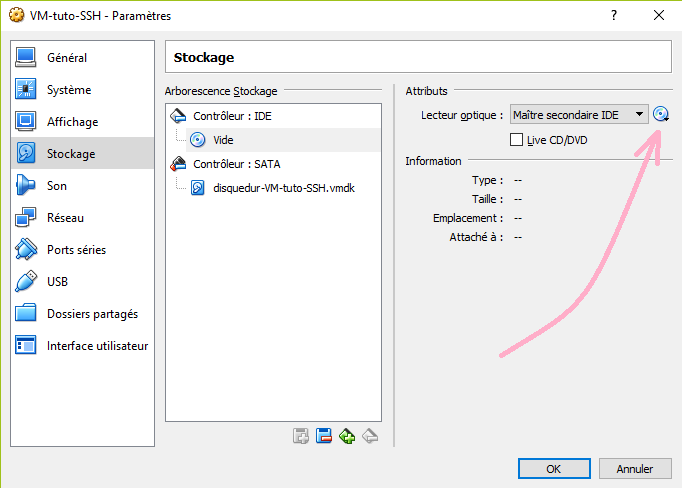 VM-tuto-SSH - Paramètres
Général
Système
Affichage
Stockage
Son
Réseau
Ports séries
USB
Dossiers partagés
Interface utilisateur
Stockage
Arborescence Stockage
Contrôleur : IDE
Vide
Contrôleur : SATA
disquedur-VM-tuto-SSH.vmdk
Attributs
Lecteur optique : Maître secondaire IDE
Live CD/DVD
Information
Type : --
Taille : --
Emplacement : --
Attaché à : --
OK Annuler